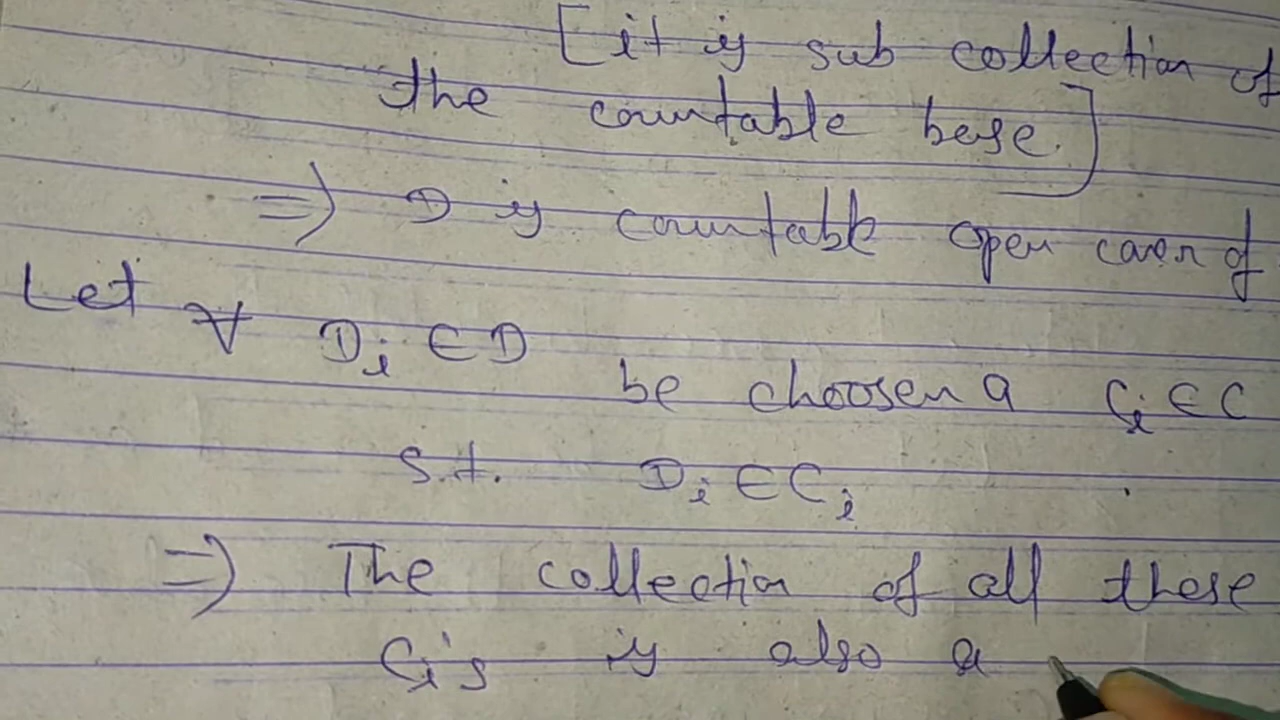 [it is sub collection of
the countable base.]
=> D is countable open cover of
Let ∀ Di ∈ D be choosen a Ci ∈ C
s.t. Di ∈ Ci
=> The collection of all these
Ci's is also a